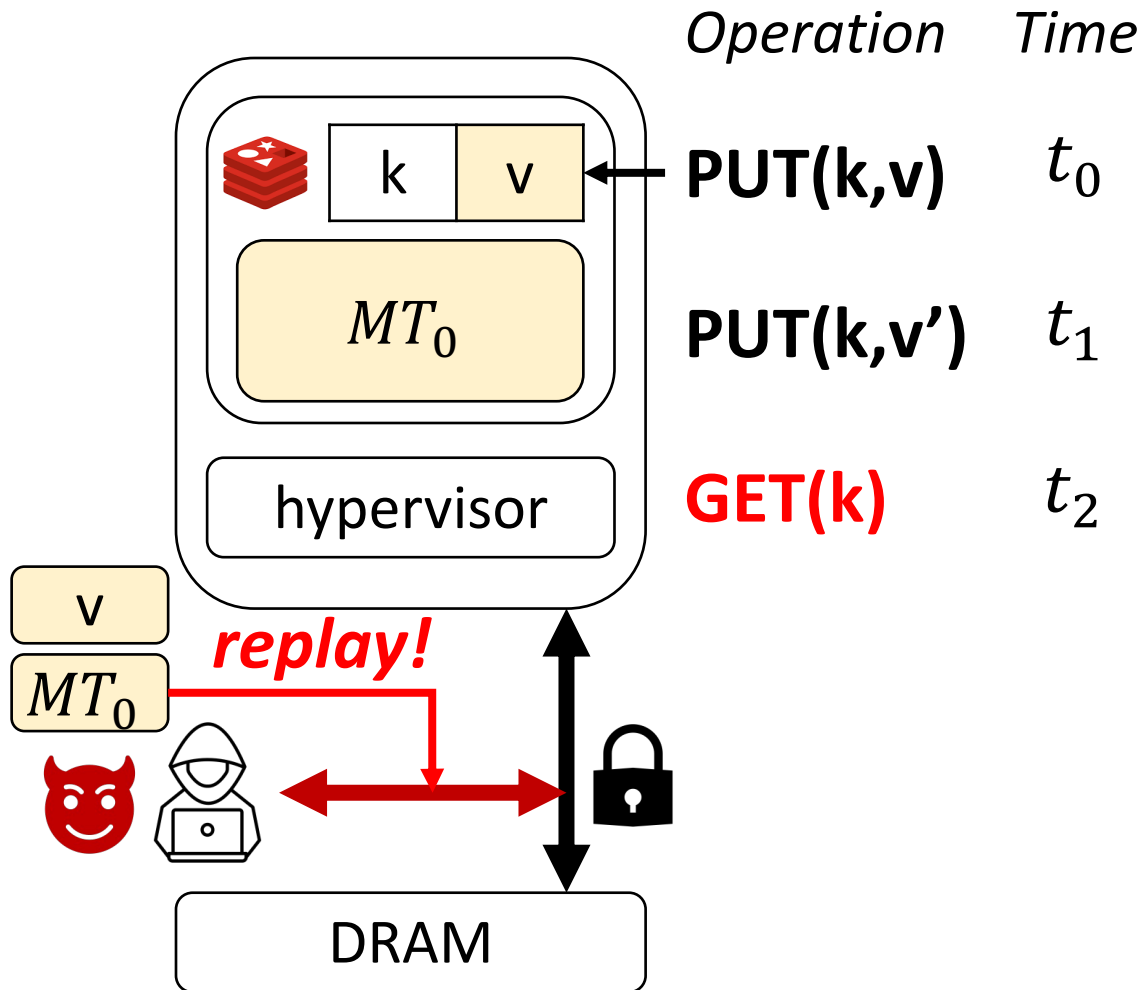 Operation Time
k v PUT(k,v) t₀
MT₀ PUT(k,v’) t₁
hypervisor GET(k) t₂
v
replay!
MT₀
DRAM